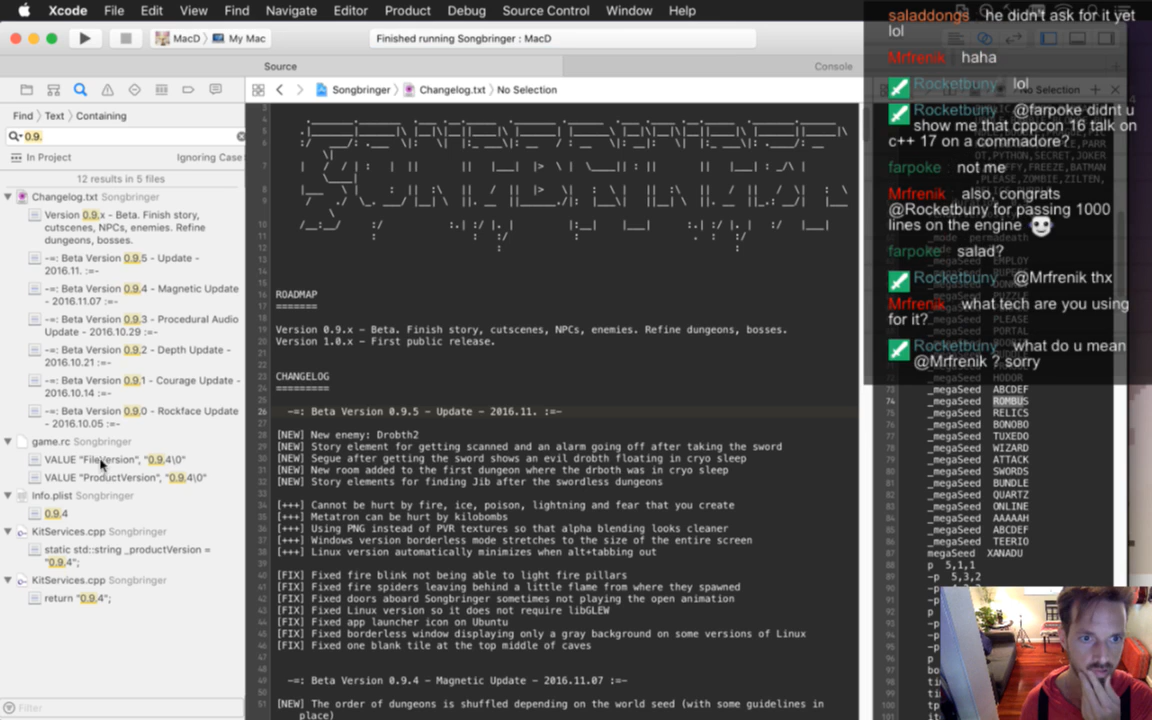 Xcode File Edit View Find Navigate Editor Product Debug Source Control Window Help
MacD My Mac
Finished running Songbringer : MacD
Source
Console
Find Text Containing
0.9.
In Project
Ignoring Case
12 results in 5 files
Changelog.txt Songbringer
Version 0.9.x - Beta. Finish story,
cutscenes, NPCs, enemies. Refine
dungeons, bosses.
-=: Beta Version 0.9.5 - Update -
2016.11. :=-
-=: Beta Version 0.9.4 - Magnetic Update
- 2016.11.07 :=-
-=: Beta Version 0.9.3 - Procedural Audio
Update - 2016.10.29 :=-
-=: Beta Version 0.9.2 - Depth Update -
2016.10.21 :=-
-=: Beta Version 0.9.1 - Courage Update -
2016.10.14 :=-
-=: Beta Version 0.9.0 - Rockface Update
- 2016.10.05 :=-
game.rc Songbringer
VALUE "FileVersion", "0.9.4\0"
VALUE "ProductVersion", "0.9.4\0"
Info.plist Songbringer
0.9.4
KitServices.cpp Songbringer
static std::string _productVersion =
"0.9.4";
KitServices.cpp Songbringer
return "0.9.4";
Filter
Songbringer Changelog.txt No Selection
ROADMAP
=======
Version 0.9.x - Beta. Finish story, cutscenes, NPCs, enemies. Refine dungeons, bosses.
Version 1.0.x - First public release.
CHANGELOG
=========
-=: Beta Version 0.9.5 - Update - 2016.11. :=-
[NEW] New enemy: Drobth2
[NEW] Story element for getting scanned and an alarm going off after taking the sword
[NEW] Segue after getting the sword shows an evil drobth floating in cryo sleep
[NEW] New room added to the first dungeon where the drboth was in cryo sleep
[NEW] Story elements for finding Jib after the swordless dungeons
[+++] Cannot be hurt by fire, ice, poison, lightning and fear that you create
[+++] Metatron can be hurt by kilobombs
[+++] Using PNG instead of PVR textures so that alpha blending looks cleaner
[+++] Windows version borderless mode stretches to the size of the entire screen
[+++] Linux version automatically minimizes when alt+tabbing out
[FIX] Fixed fire blink not being able to light fire pillars
[FIX] Fixed fire spiders leaving behind a little flame from where they spawned
[FIX] Fixed doors aboard Songbringer sometimes not playing the open animation
[FIX] Fixed Linux version so it does not require libGLEW
[FIX] Fixed app launcher icon on Ubuntu
[FIX] Fixed borderless window displaying only a gray background on some versions of Linux
[FIX] Fixed one blank tile at the top middle of caves
-=: Beta Version 0.9.4 - Magnetic Update - 2016.11.07 :=-
[NEW] The order of dungeons is shuffled depending on the world seed (with some guidelines in
place)
saladdongs he didn't ask for it yet
lol
Mrfrenik haha
Rocketbuny lol
Rocketbuny @farpoke didnt u
show me that cppcon 16 talk on
c++ 17 on a commadore?
farpoke not me
Mrfrenik also, congrats
@Rocketbuny for passing 1000
lines on the engine
farpoke salad?
Rocketbuny @Mrfrenik thx
Mrfrenik what tech are you using
for it?
Rocketbuny what do u mean
@Mrfrenik ? sorry
No Selection
_megaSeed HODOR
_megaSeed ABCDEF
_megaSeed ROMBUS
_megaSeed RELICS
_megaSeed BONOBO
_megaSeed TUXEDO
_megaSeed WIZARD
_megaSeed ATTACK
_megaSeed SWORDS
_megaSeed BUNDLE
_megaSeed QUARTZ
_megaSeed ONLINE
_megaSeed AAAAAH
_megaSeed ABCDEF
_megaSeed TEERIO
megaSeed XANADU
p 5,1,1
-p 5,3,2